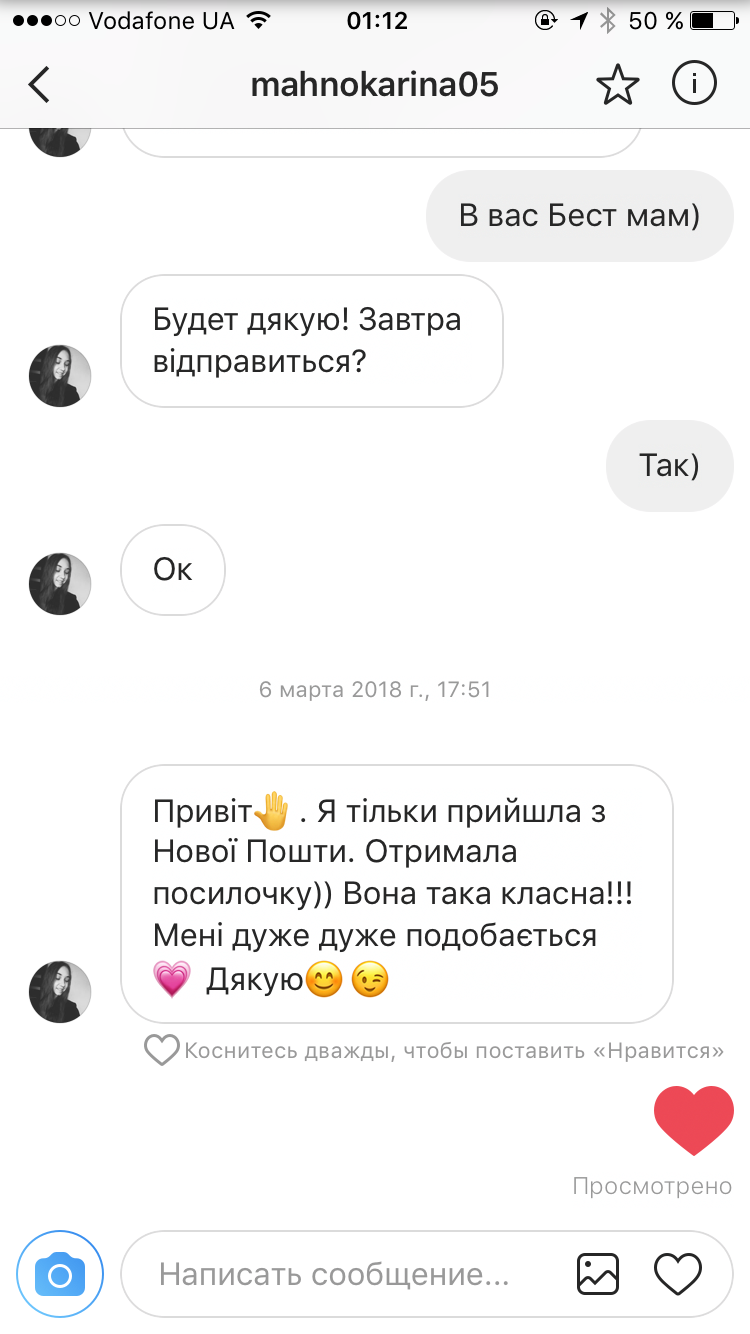 Vodafone UA 01:12 50 %
mahnokarina05
В вас Бест мам)
Будет дякую! Завтра
відправиться?
Так)
Ок
6 марта 2018 г., 17:51
Привіт🤚 . Я тільки прийшла з
Нової Пошти. Отримала
посилочку)) Вона така класна!!!
Мені дуже дуже подобається
💗 Дякую😊😉
Коснитесь дважды, чтобы поставить «Нравится»
Просмотрено
Написать сообщение...